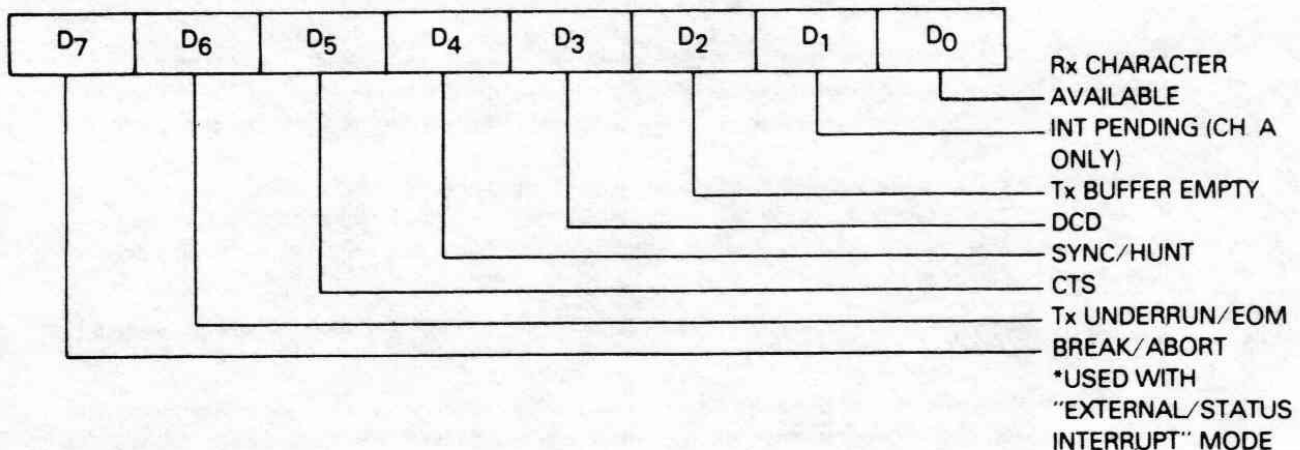 D7 D6 D5 D4 D3 D2 D1 D0
Rx CHARACTER
AVAILABLE
INT PENDING (CH A
ONLY)
Tx BUFFER EMPTY
DCD
SYNC/HUNT
CTS
Tx UNDERRUN/EOM
BREAK/ABORT
*USED WITH
"EXTERNAL/STATUS
INTERRUPT" MODE